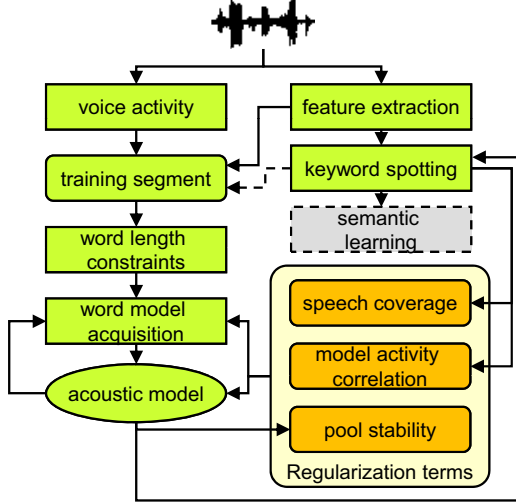 voice activity
feature extraction
training segment
keyword spotting
semantic
learning
word length
constraints
word model
acquisition
speech coverage
model activity
correlation
acoustic model
pool stability
Regularization terms